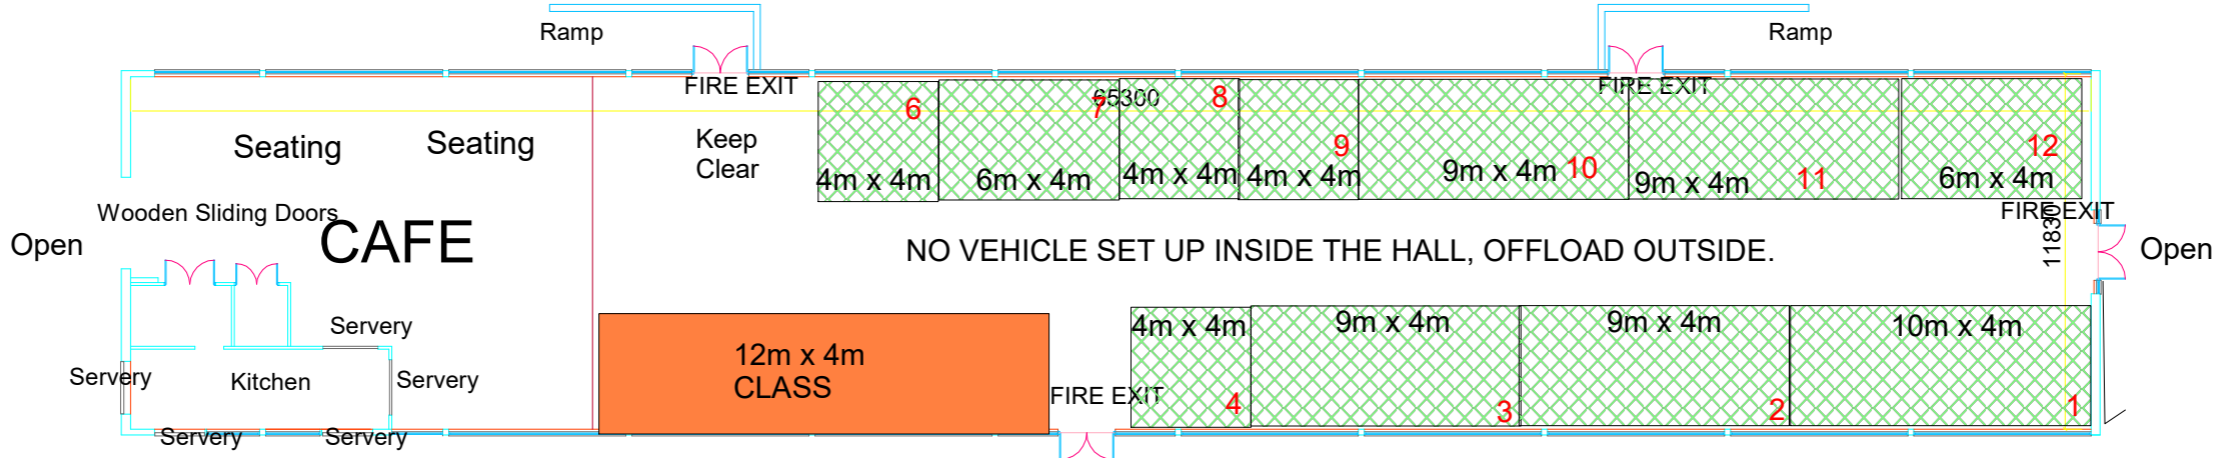 Ramp
Ramp
FIRE EXIT
FIRE EXIT
65300
6
7
8
9
10
11
12
Seating
Seating
Keep
Clear
4m x 4m
6m x 4m
4m x 4m
4m x 4m
9m x 4m
9m x 4m
6m x 4m
Wooden Sliding Doors
Open
CAFE
NO VEHICLE SET UP INSIDE THE HALL, OFFLOAD OUTSIDE.
FIRE EXIT
11830
Open
Servery
Servery
Kitchen
Servery
Servery
Servery
12m x 4m
CLASS
FIRE EXIT
4m x 4m
9m x 4m
9m x 4m
10m x 4m
4
3
2
1